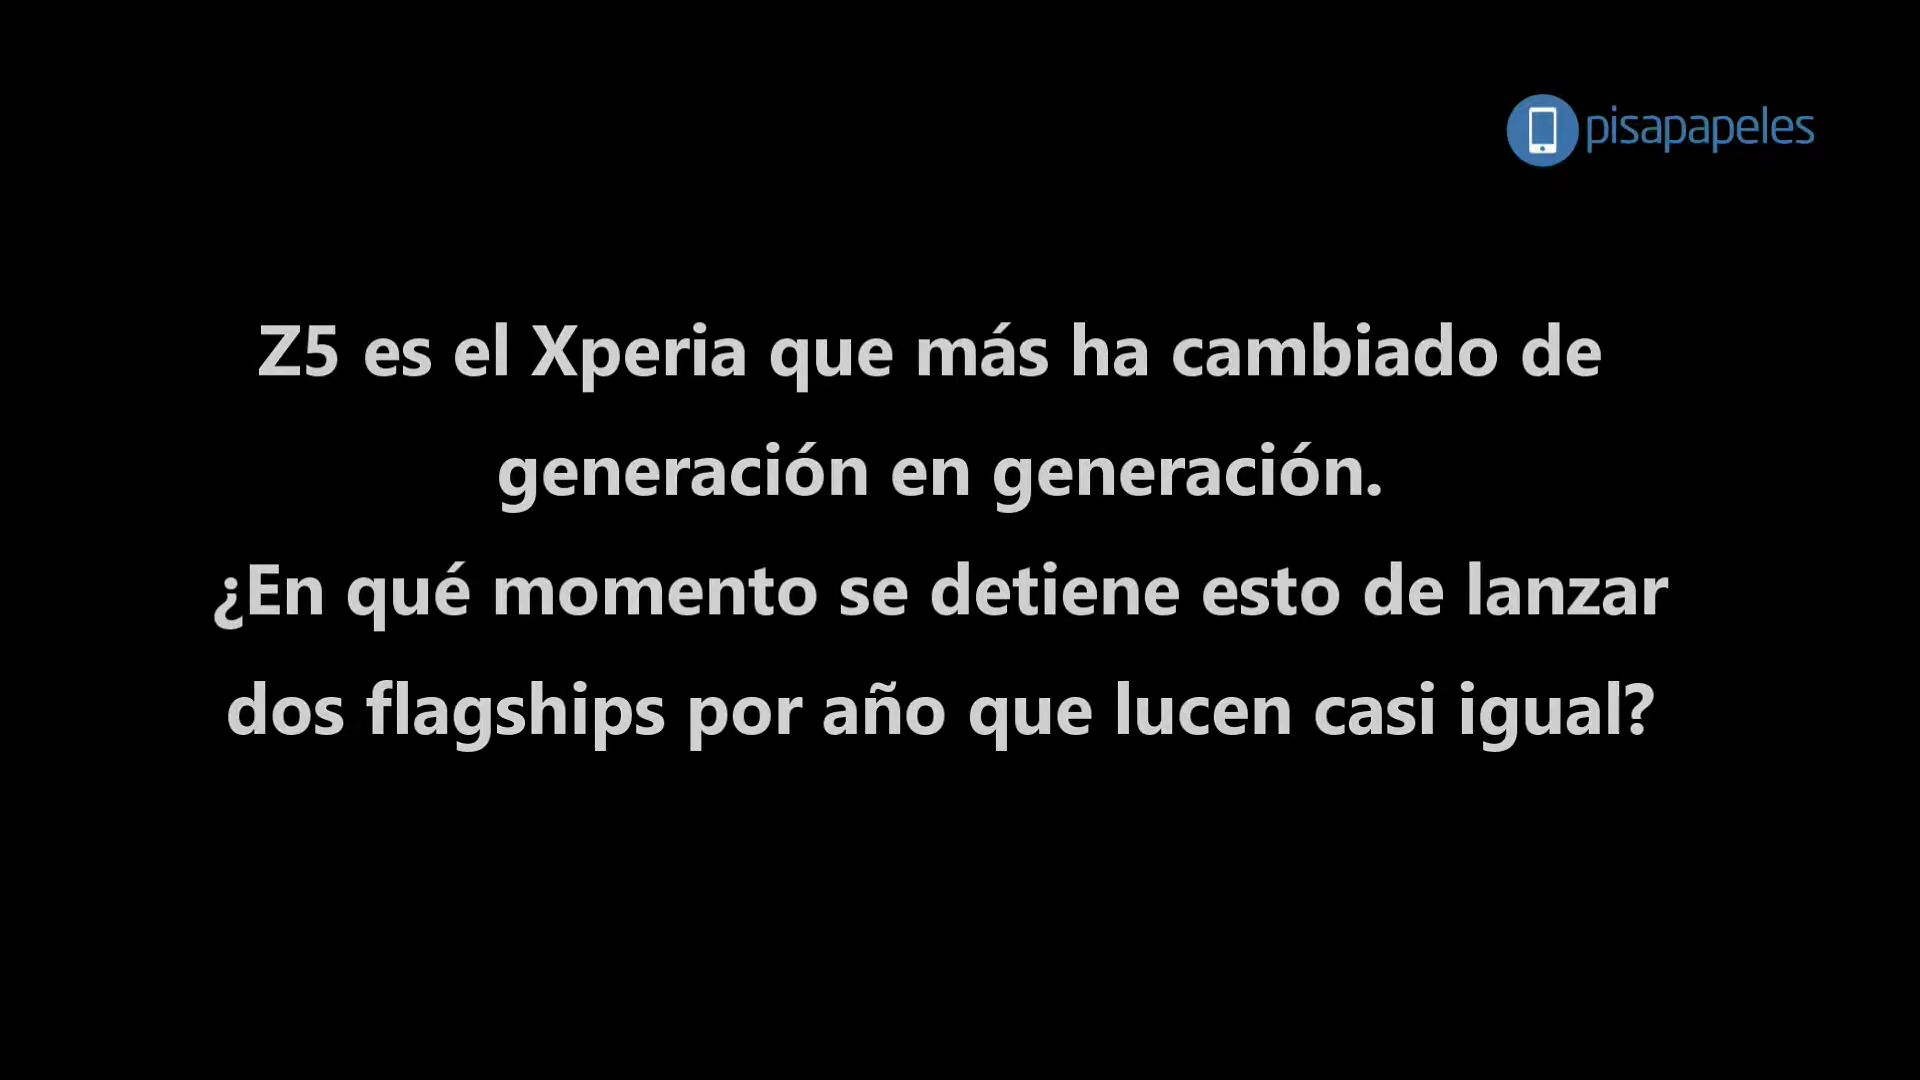 pisapapeles
Z5 es el Xperia que más ha cambiado de
generación en generación.
¿En qué momento se detiene esto de lanzar
dos flagships por año que lucen casi igual?